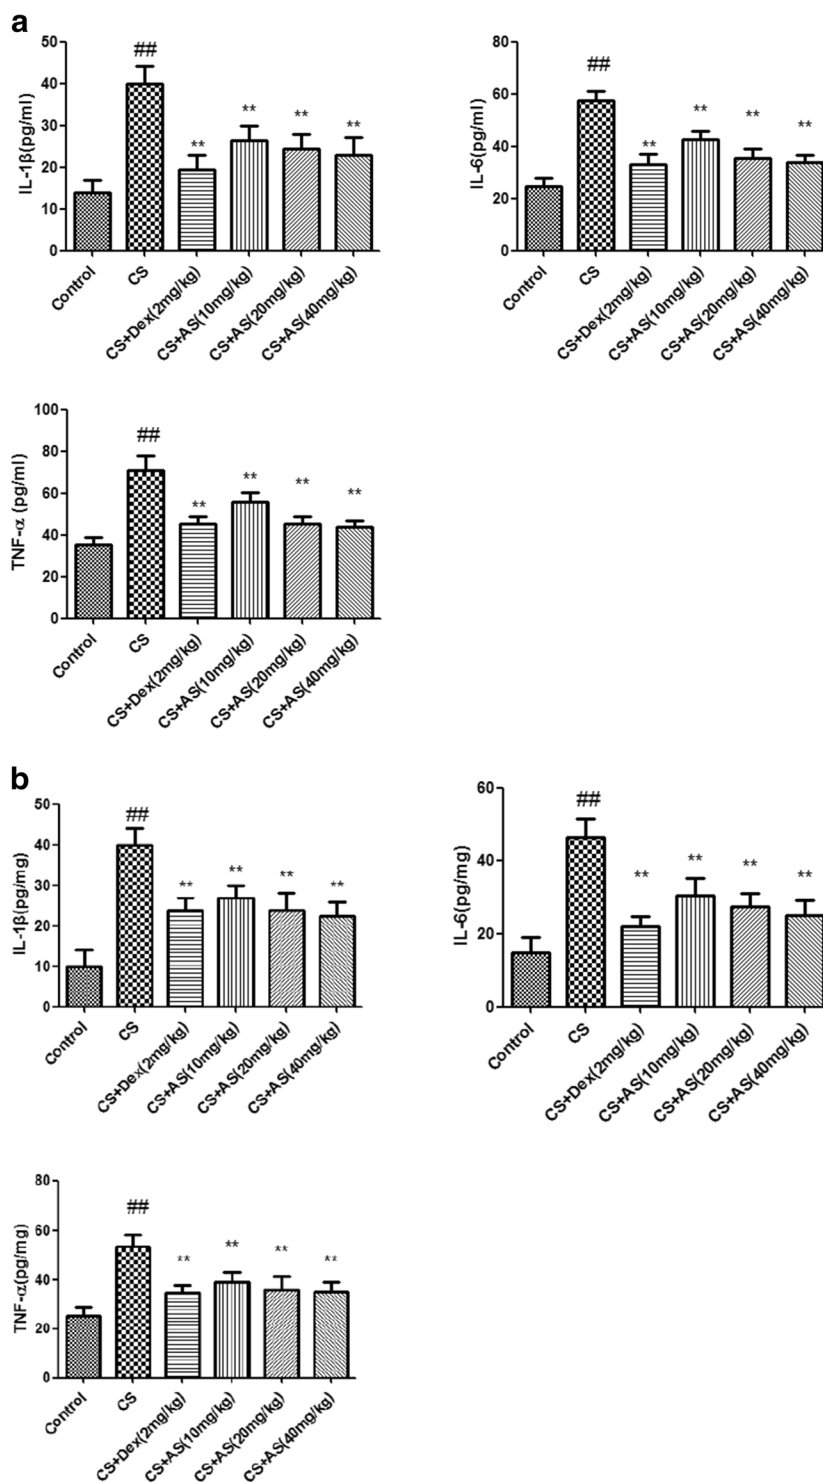 a
IL-1β(pg/ml)
50
40
30
20
10
0
##
**
**
**
**
Control
CS
CS+Dex(2mg/kg)
CS+AS(10mg/kg)
CS+AS(20mg/kg)
CS+AS(40mg/kg)
IL-6(pg/ml)
80
60
40
20
0
##
**
**
**
**
Control
CS
CS+Dex(2mg/kg)
CS+AS(10mg/kg)
CS+AS(20mg/kg)
CS+AS(40mg/kg)
TNF-α (pg/ml)
100
80
60
40
20
0
##
**
**
**
**
Control
CS
CS+Dex(2mg/kg)
CS+AS(10mg/kg)
CS+AS(20mg/kg)
CS+AS(40mg/kg)
b
IL-1β(pg/mg)
50
40
30
20
10
0
##
**
**
**
**
Control
CS
CS+Dex(2mg/kg)
CS+AS(10mg/kg)
CS+AS(20mg/kg)
CS+AS(40mg/kg)
IL-6(pg/mg)
60
40
20
0
##
**
**
**
**
Control
CS
CS+Dex(2mg/kg)
CS+AS(10mg/kg)
CS+AS(20mg/kg)
CS+AS(40mg/kg)
TNF-α(pg/mg)
80
60
40
20
0
##
**
**
**
**
Control
CS
CS+Dex(2mg/kg)
CS+AS(10mg/kg)
CS+AS(20mg/kg)
CS+AS(40mg/kg)